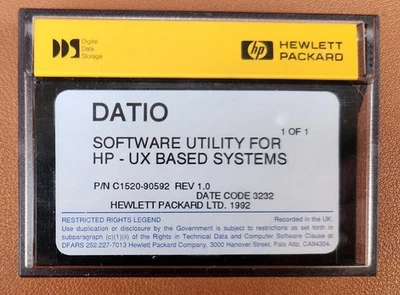 DDS Digital Data Storage
hp HEWLETT PACKARD
DATIO
1 OF 1
SOFTWARE UTILITY FOR
HP - UX BASED SYSTEMS
P/N C1520-90592 REV 1.0
DATE CODE 3232
HEWLETT PACKARD LTD. 1992
RESTRICTED RIGHTS LEGEND Recorded in the UK.
Use duplication or disclosure by the Government is subject to restrictions as set forth in
subparagraph (c)(1)(ii) of the Rights in Technical Data and Computer Software Clause at
DFARS 252.227-7013 Hewlett Packard Company, 3000 Hanover Street, Palo Alto, CA94304.